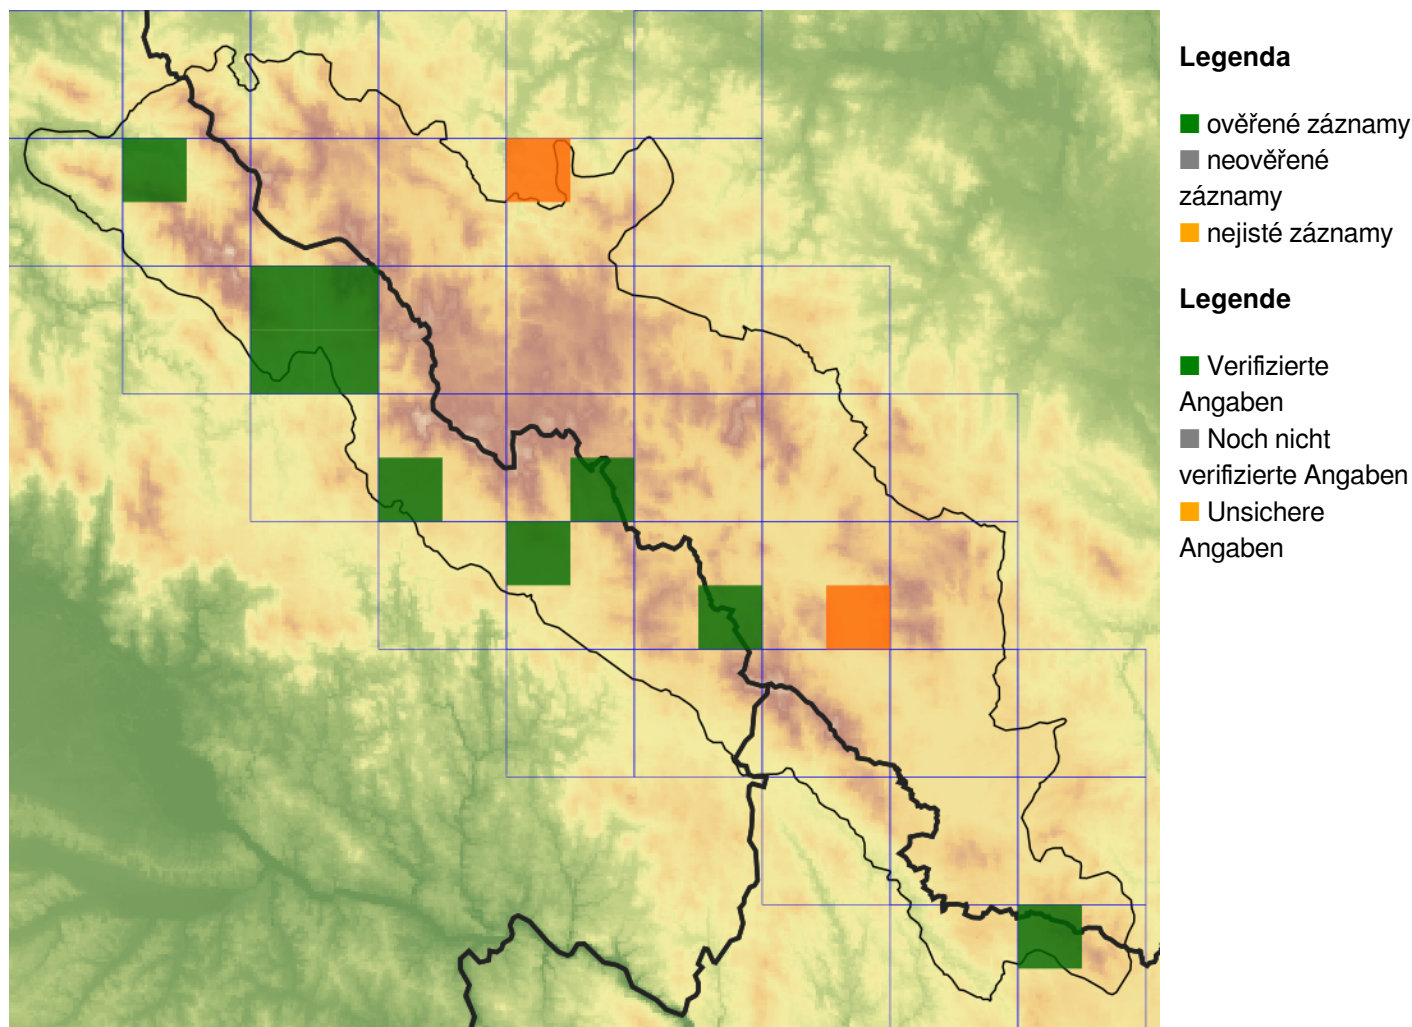 Legenda
ověřené záznamy
neověřené
záznamy
nejisté záznamy
Legende
Verifizierte
Angaben
Noch nicht
verifizierte Angaben
Unsichere
Angaben